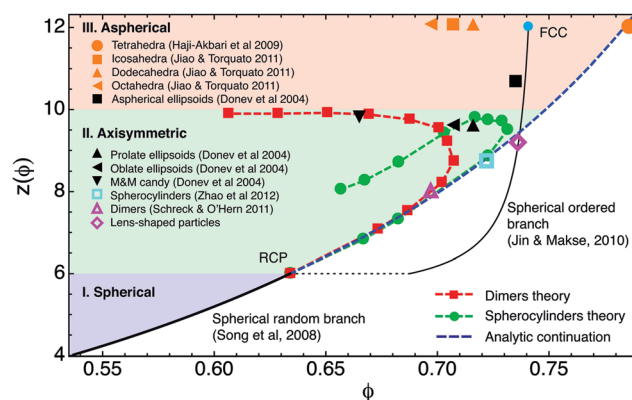 12
10
8
6
4
z(ϕ)
III. Aspherical
Tetrahedra (Haji-Akbari et al 2009)
Icosahedra (Jiao & Torquato 2011)
Dodecahedra (Jiao & Torquato 2011)
Octahedra (Jiao & Torquato 2011)
Aspherical ellipsoids (Donev et al 2004)
FCC
II. Axisymmetric
Prolate ellipsoids (Donev et al 2004)
Oblate ellipsoids (Donev et al 2004)
M&M candy (Donev et al 2004)
Spherocylinders (Zhao et al 2012)
Dimers (Schreck & O'Hern 2011)
Lens-shaped particles
Spherical ordered
branch
(Jin & Makse, 2010)
RCP
I. Spherical
Spherical random branch
(Song et al, 2008)
Dimers theory
Spherocylinders theory
Analytic continuation
0.55
0.60
0.65
0.70
0.75
ϕ